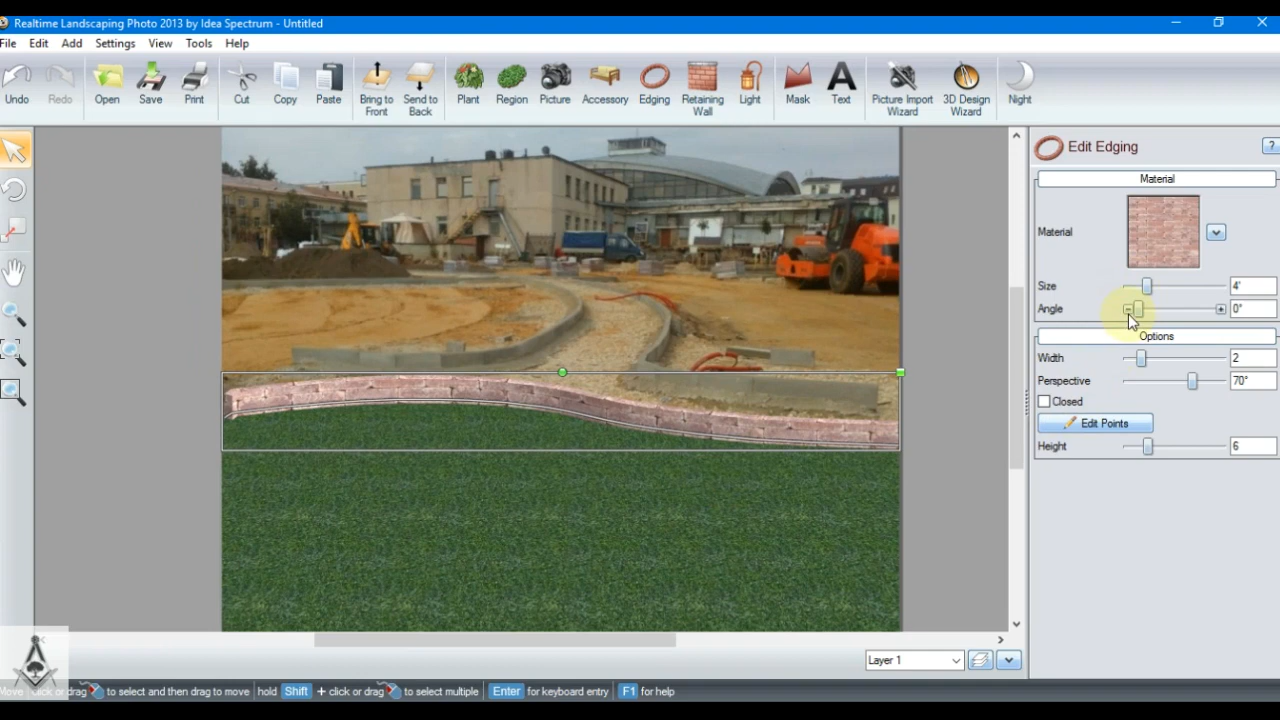 Realtime Landscaping Photo 2013 by Idea Spectrum - Untitled
File Edit Add Settings View Tools Help
Undo Redo Open Save Print Cut Copy Paste Bring to Front Send to Back Plant Region Picture Accessory Edging Retaining Wall Light Mask Text Picture Import Wizard 3D Design Wizard Night
Edit Edging
?
Material
Material
Size 4'
Angle 0°
Options
Width 2
Perspective 70°
Closed
Edit Points
Height 6
Layer 1
Move click or drag to select and then drag to move hold Shift + click or drag to select multiple Enter for keyboard entry F1 for help